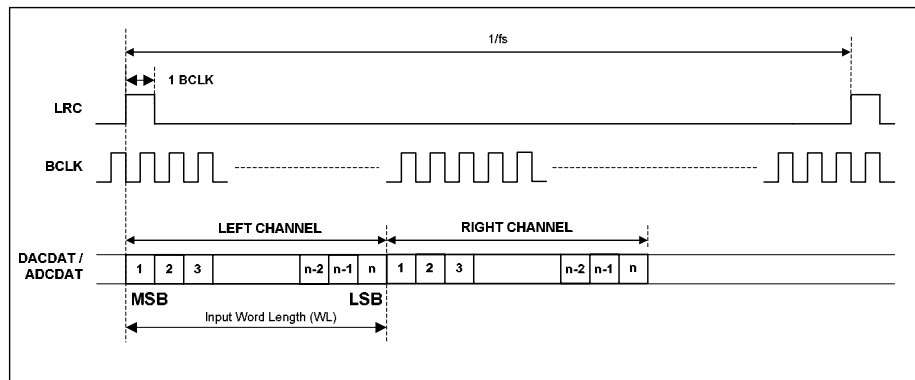 1/fs
1 BCLK
LRC
BCLK
LEFT CHANNEL
RIGHT CHANNEL
DACDAT /
ADCDAT
1 2 3 n-2 n-1 n 1 2 3 n-2 n-1 n
MSB LSB
Input Word Length (WL)